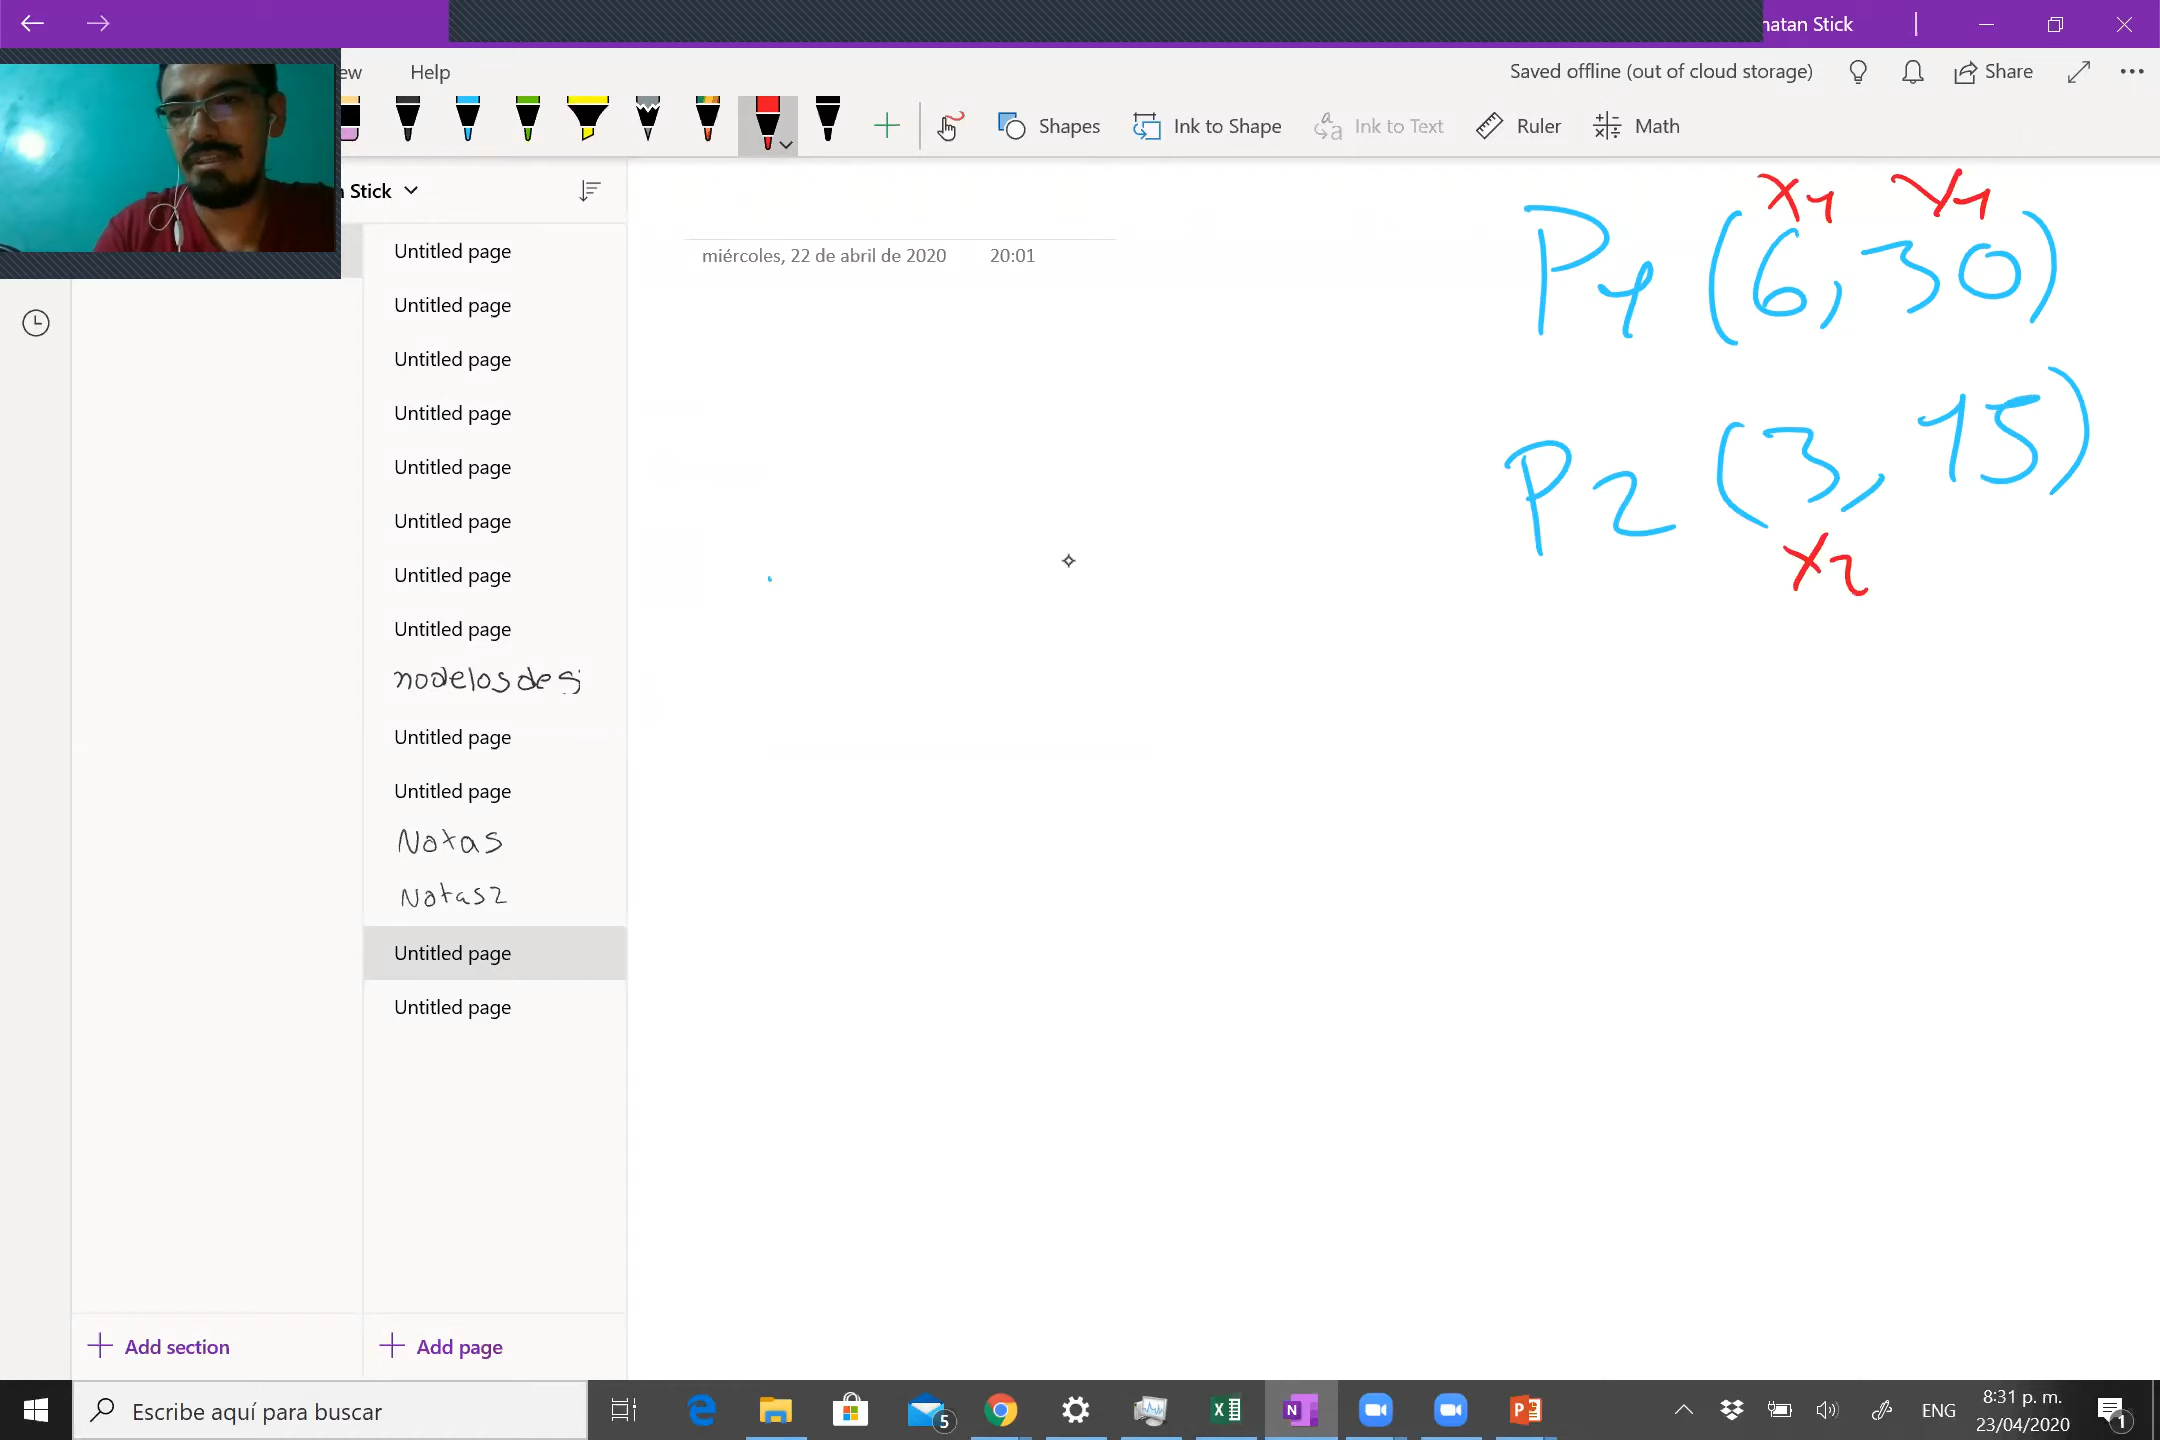 natan Stick
ew Help
Saved offline (out of cloud storage)
Share
Shapes
Ink to Shape
Ink to Text
Ruler
Math
Stick
miércoles, 22 de abril de 2020 20:01
Untitled page
Untitled page
Untitled page
Untitled page
Untitled page
Untitled page
Untitled page
Untitled page
modelos de si
Untitled page
Untitled page
Notas
Notas2
Untitled page
Untitled page
x1 y1
P1 (6, 30)
P2 (3, 15)
x2
Add section
Add page
Escribe aquí para buscar
5
ENG
8:31 p. m.
23/04/2020
1